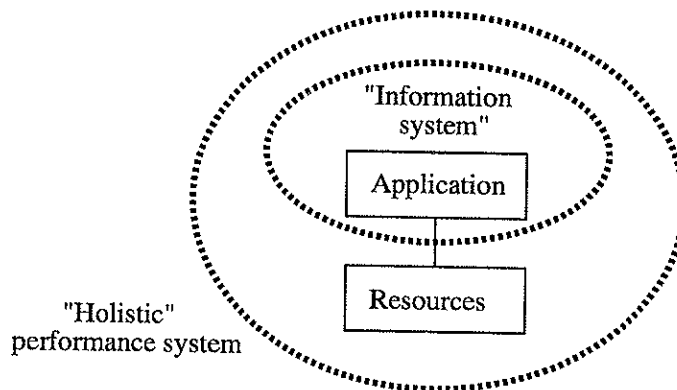 "Information
system"
Application
Resources
"Holistic"
performance system